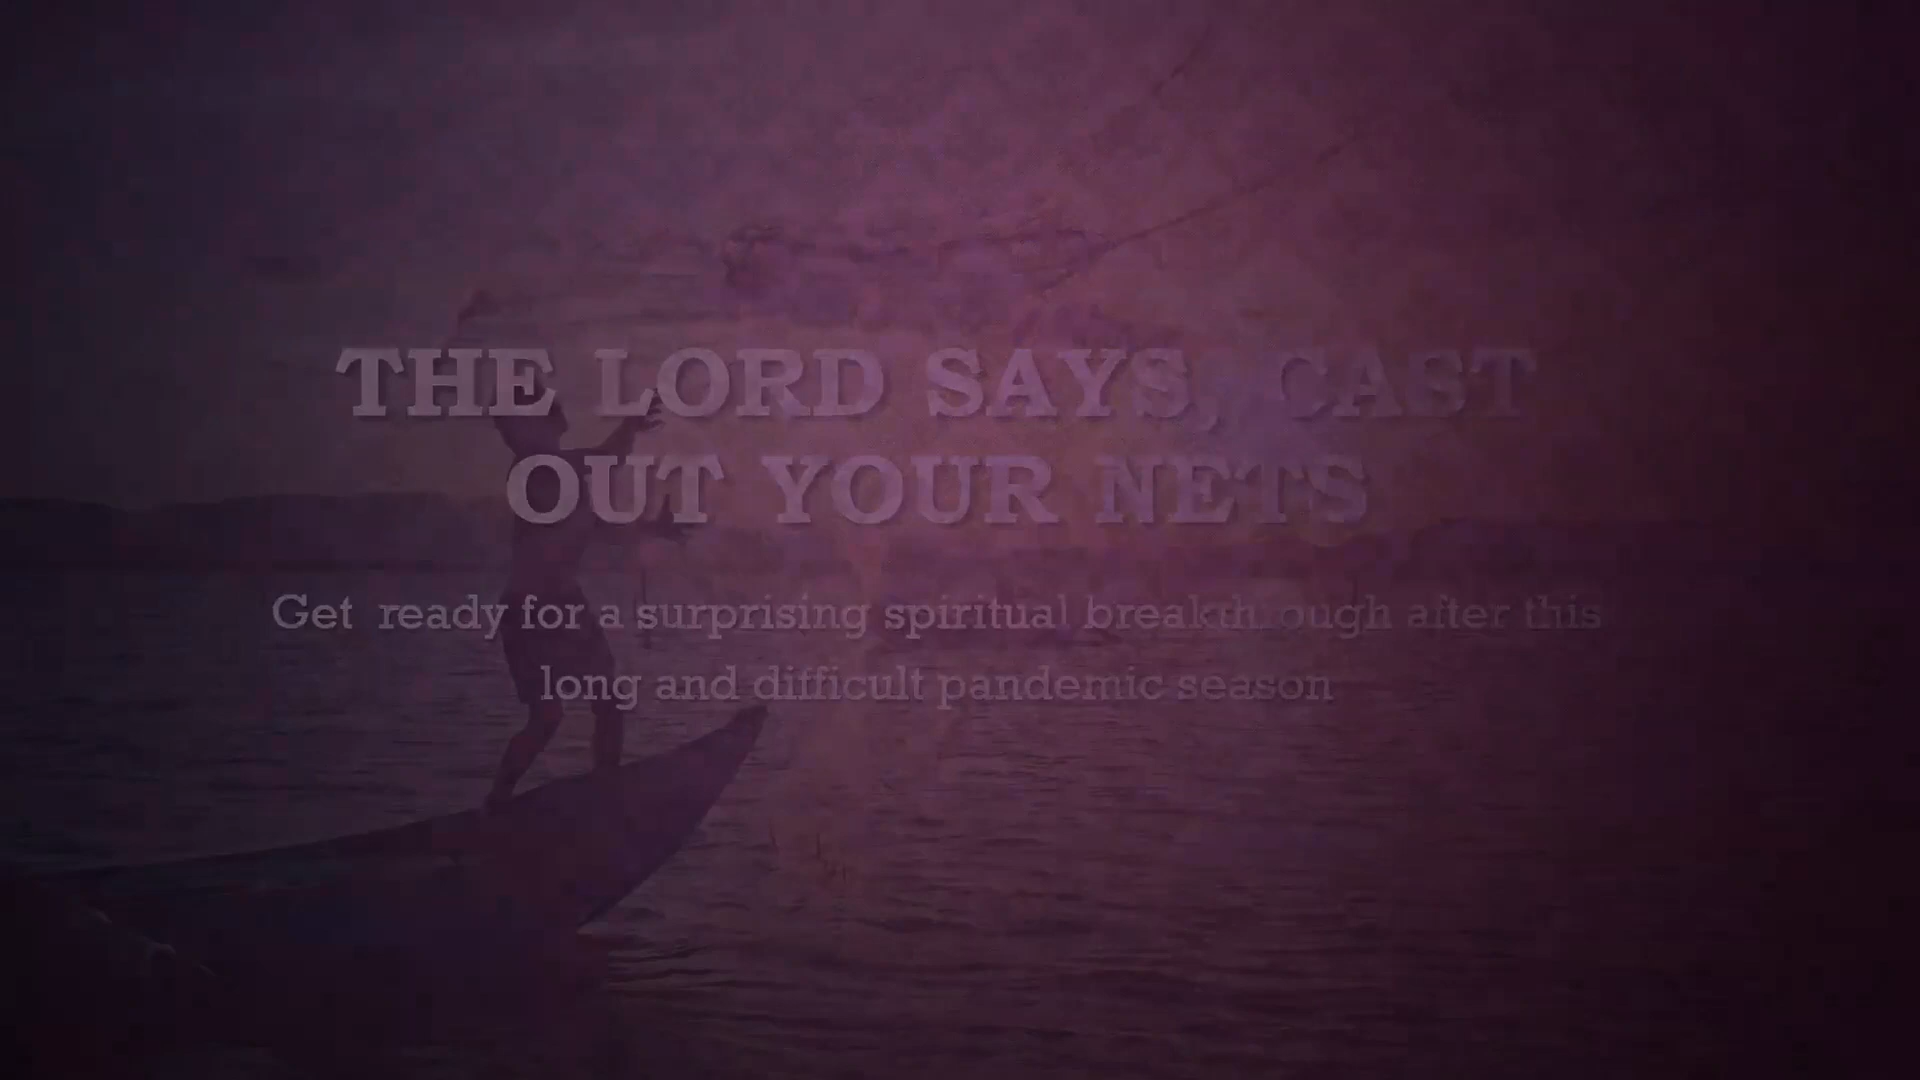 THE LORD SAYS, CAST
OUT YOUR NETS
Get ready for a surprising spiritual breakthrough after this
long and difficult pandemic season